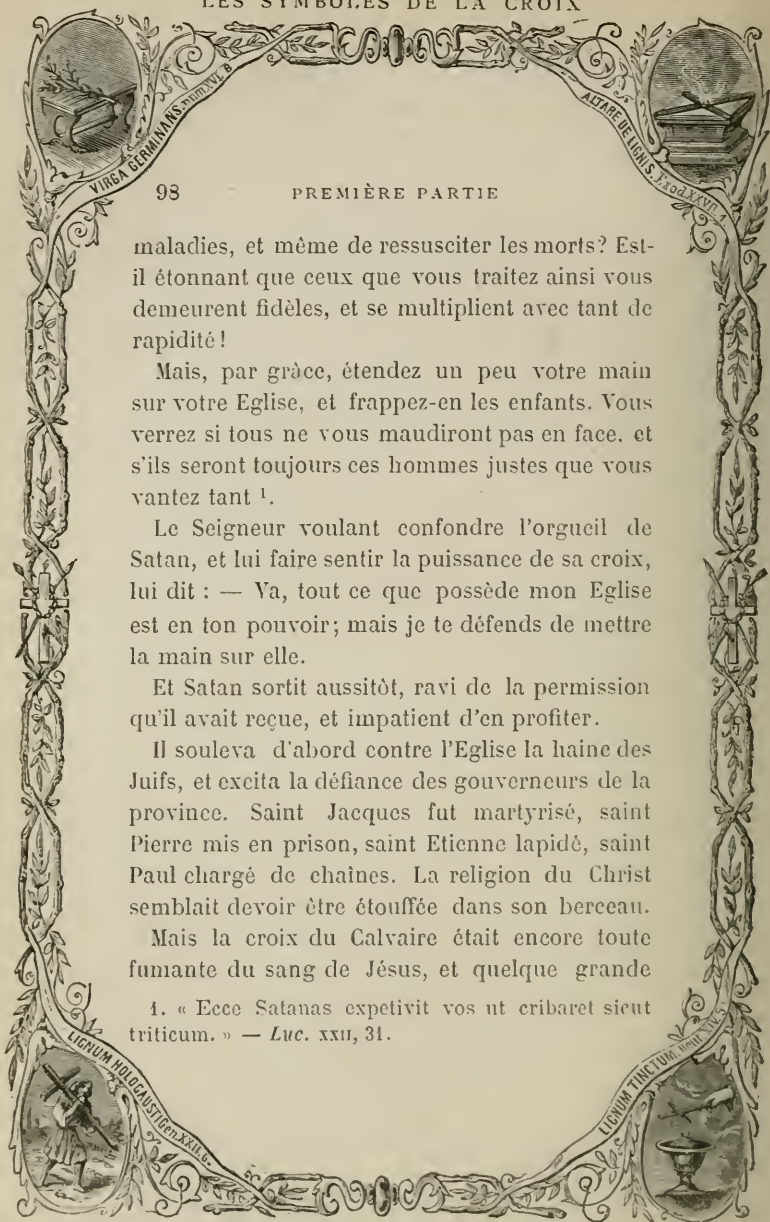 LES SYMBOLES DE LA CROIX
VIRGA GERMINANS. num. XVI. 8
ALTARE DE LIGNIS. Exod. XXVII. 1
98 PREMIÈRE PARTIE
maladies, et même de ressusciter les morts? Est-
il étonnant que ceux que vous traitez ainsi vous
demeurent fidèles, et se multiplient avec tant de
rapidité!
Mais, par grâce, étendez un peu votre main
sur votre Eglise, et frappez-en les enfants. Vous
verrez si tous ne vous maudiront pas en face. et
s'ils seront toujours ces hommes justes que vous
vantez tant ¹.
Le Seigneur voulant confondre l'orgueil de
Satan, et lui faire sentir la puissance de sa croix,
lui dit : — Va, tout ce que possède mon Eglise
est en ton pouvoir; mais je te défends de mettre
la main sur elle.
Et Satan sortit aussitôt, ravi de la permission
qu'il avait reçue, et impatient d'en profiter.
Il souleva d'abord contre l'Eglise la haine des
Juifs, et excita la défiance des gouverneurs de la
province. Saint Jacques fut martyrisé, saint
Pierre mis en prison, saint Etienne lapidé, saint
Paul chargé de chaînes. La religion du Christ
semblait devoir être étouffée dans son berceau.
Mais la croix du Calvaire était encore toute
fumante du sang de Jésus, et quelque grande
1. « Ecce Satanas expetivit vos ut cribaret sicut
triticum. » — Luc. XXII, 31.
LIGNUM HOLOCAUSTI Gen. XXII. 6.
LIGNUM TINCTUM.